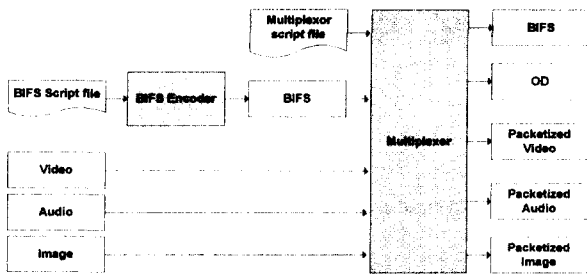 Multiplexor
script file
BIFS
BIFS Script file
BIFS Encoder
BIFS
OD
Multiplexer
Packetized
Video
Video
Packetized
Audio
Audio
Image
Packetized
Image